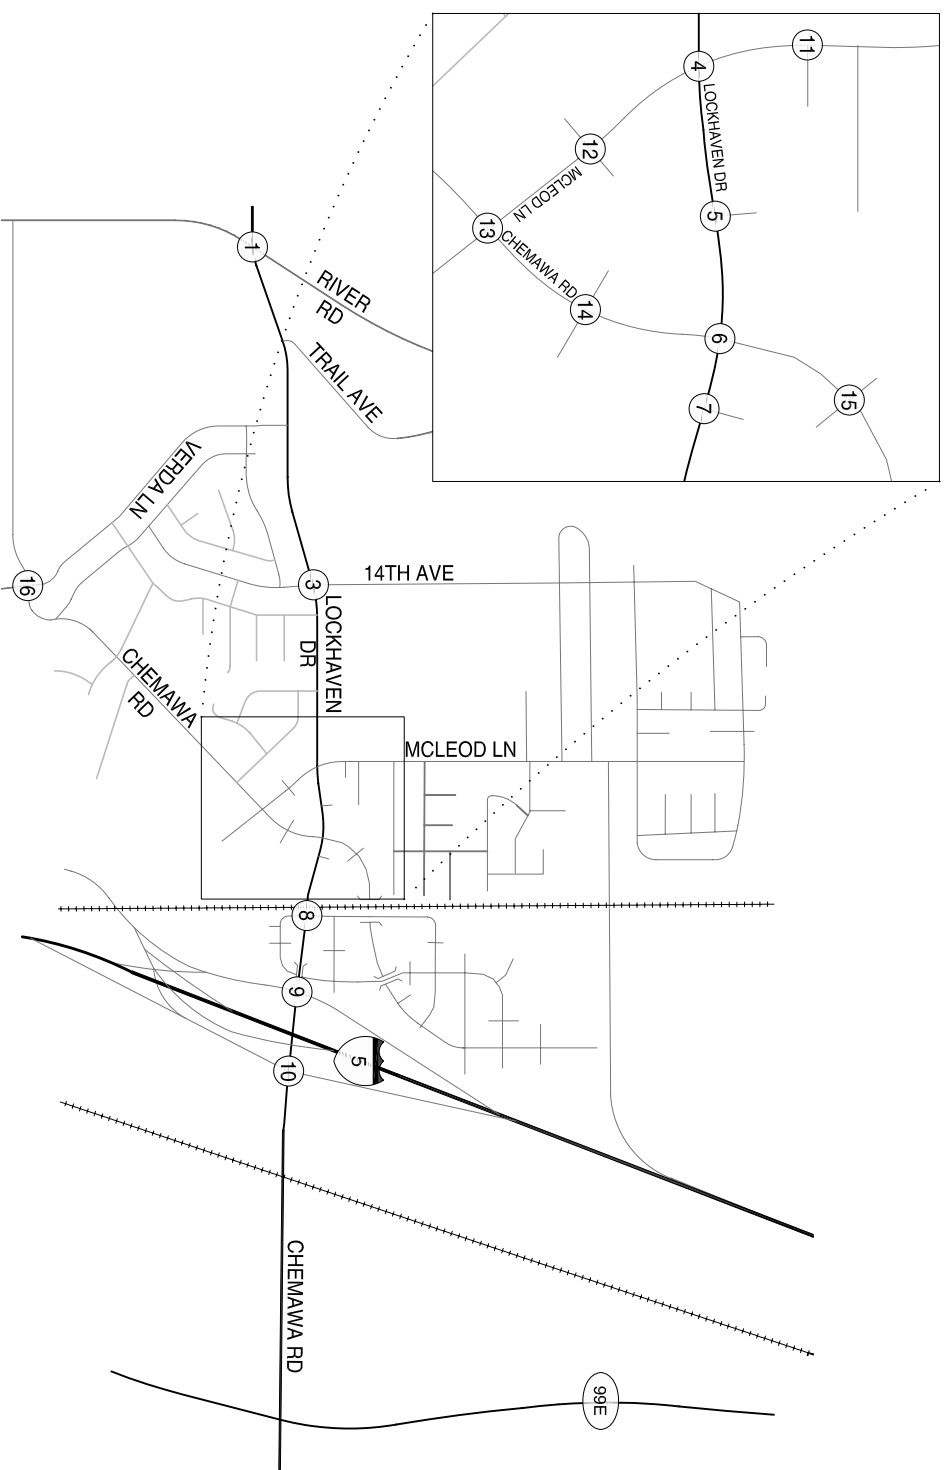 11
4
LOCKHAVEN DR
12
MCLEOD LN
5
13
CHEMAWA RD
14
6
15
7
1
RIVER
RD
TRAIL AVE
VERDA LN
14TH AVE
3
16
LOCKHAVEN
DR
CHEMAWA
RD
MCLEOD LN
8
9
5
10
CHEMAWA RD
99E